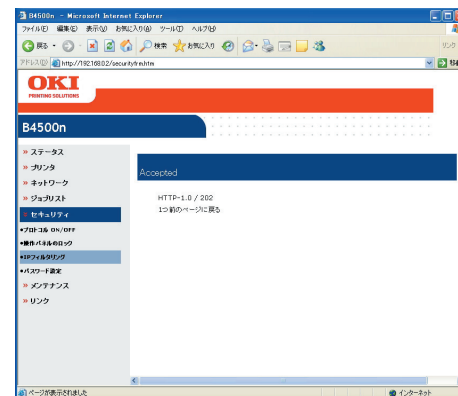 B4500n - Microsoft Internet Explorer
ファイル(F) 編集(E) 表示(V) お気に入り(A) ツール(T) ヘルプ(H)
戻る 検索 お気に入り
アドレス(D) http://192.168.0.2/securityfrm.htm
OKI
PRINTING SOLUTIONS
B4500n
» ステータス
» プリンタ
» ネットワーク
» ジョブリスト
» セキュリティ
•プロトコル ON/OFF
•操作パネルのロック
•IPフィルタリング
•パスワード設定
» メンテナンス
» リンク
Accepted
HTTP-1.0 / 202
1つ前のページに戻る
ページが表示されました
インターネット